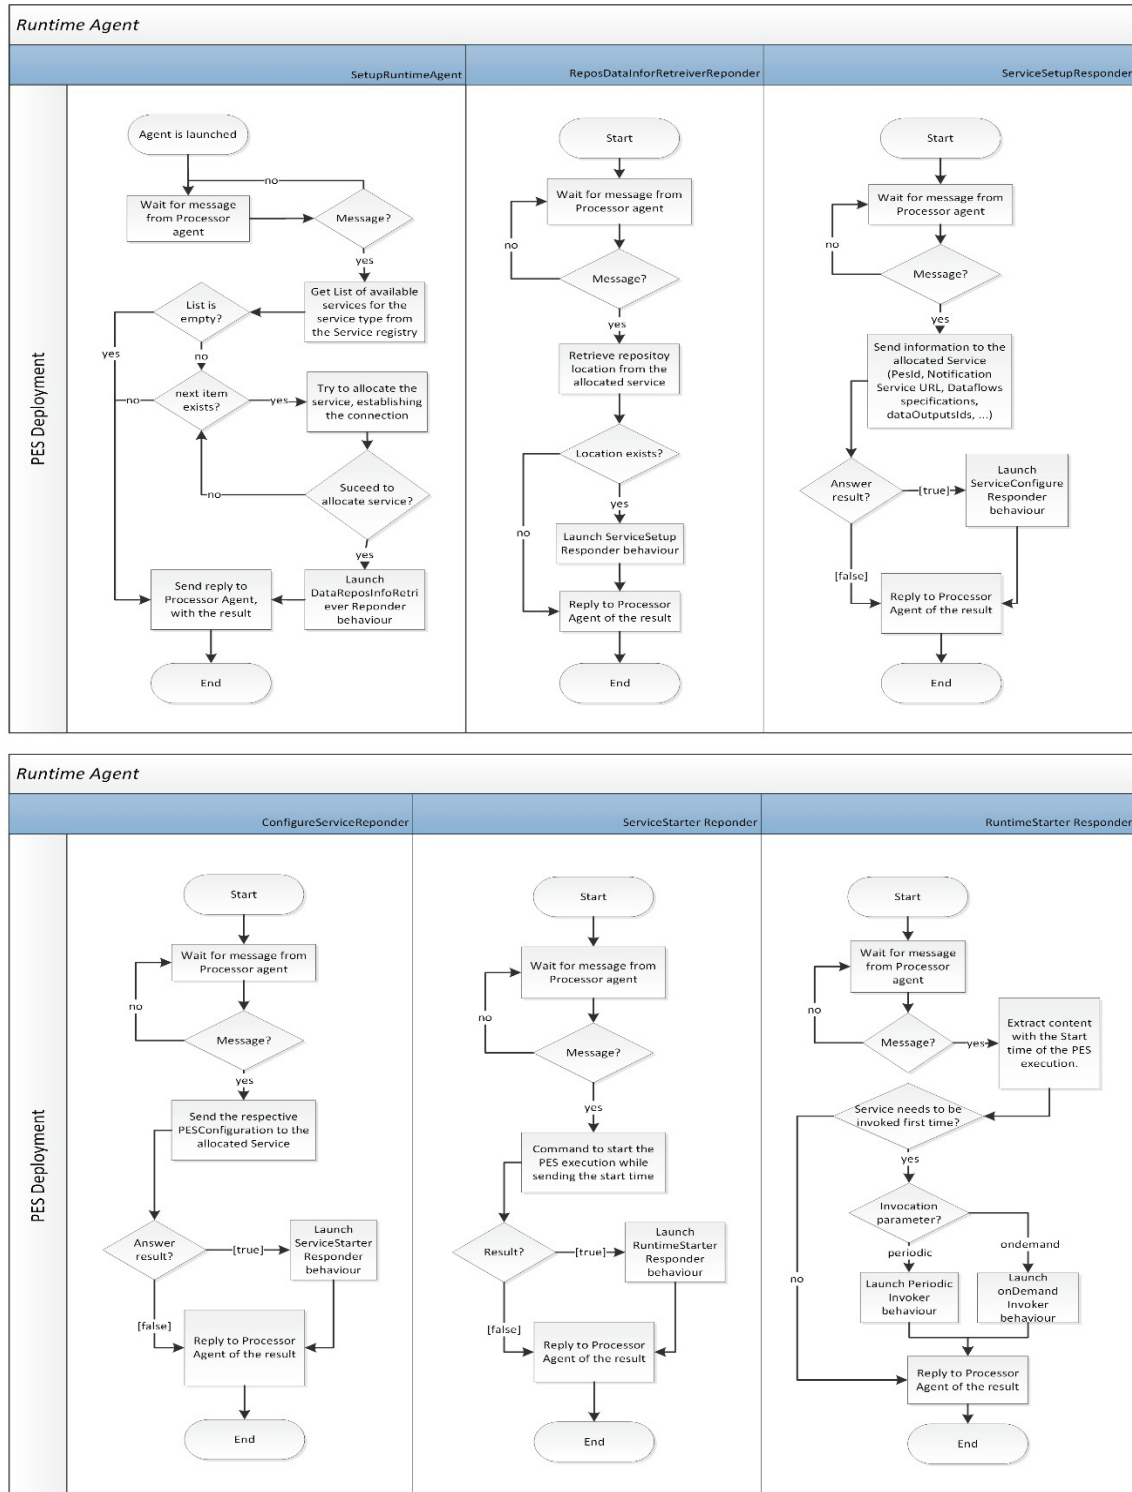 Runtime Agent
SetupRuntimeAgent
ReposDataInforRetreiverReponder
ServiceSetupResponder
PES Deployment
Agent is launched
no
Wait for message
from Processor
agent
Message?
yes
Get List of available
services for the
service type from
the Service registry
List is
empty?
yes
no
next item
exists?
no
yes
Try to allocate the
service, establishing
the connection
Suceed to
allocate service?
no
yes
Launch
DataReposInfoRetri
ever Reponder
behaviour
Send reply to
Processor Agent,
with the result
End
Start
Wait for message from
Processor agent
no
Message?
yes
Retrieve repositoy
location from the
allocated service
Location exists?
yes
no
Launch ServiceSetup
Responder behaviour
Reply to Processor
Agent of the result
End
Start
Wait for message from
Processor agent
no
Message?
yes
Send information to the
allocated Service
(PesId, Notification
Service URL, Dataflows
specifications,
dataOutputsIds, ...)
Answer
result?
[true]
Launch
ServiceConfigure
Responder
behaviour
[false]
Reply to Processor
Agent of the result
End
Runtime Agent
ConfigureServiceReponder
ServiceStarter Reponder
RuntimeStarter Responder
PES Deployment
Start
Wait for message from
Processor agent
no
Message?
yes
Send the respective
PESConfiguration to the
allocated Service
Answer
result?
[true]
Launch
ServiceStarter
Responder
behaviour
[false]
Reply to Processor
Agent of the result
End
Start
Wait for message from
Processor agent
no
Message?
yes
Command to start the
PES execution while
sending the start time
Result?
[true]
Launch
RuntimeStarter
Responder
behaviour
[false]
Reply to Processor
Agent of the result
End
Start
Wait for message
from Processor
agent
no
Message?
yes
Extract content
with the Start
time of the PES
execution.
Service needs to be
invoked first time?
yes
no
Invocation
parameter?
periodic
ondemand
Launch Periodic
Invoker
behaviour
Launch
onDemand
Invoker
behaviour
Reply to Processor
Agent of the result
End